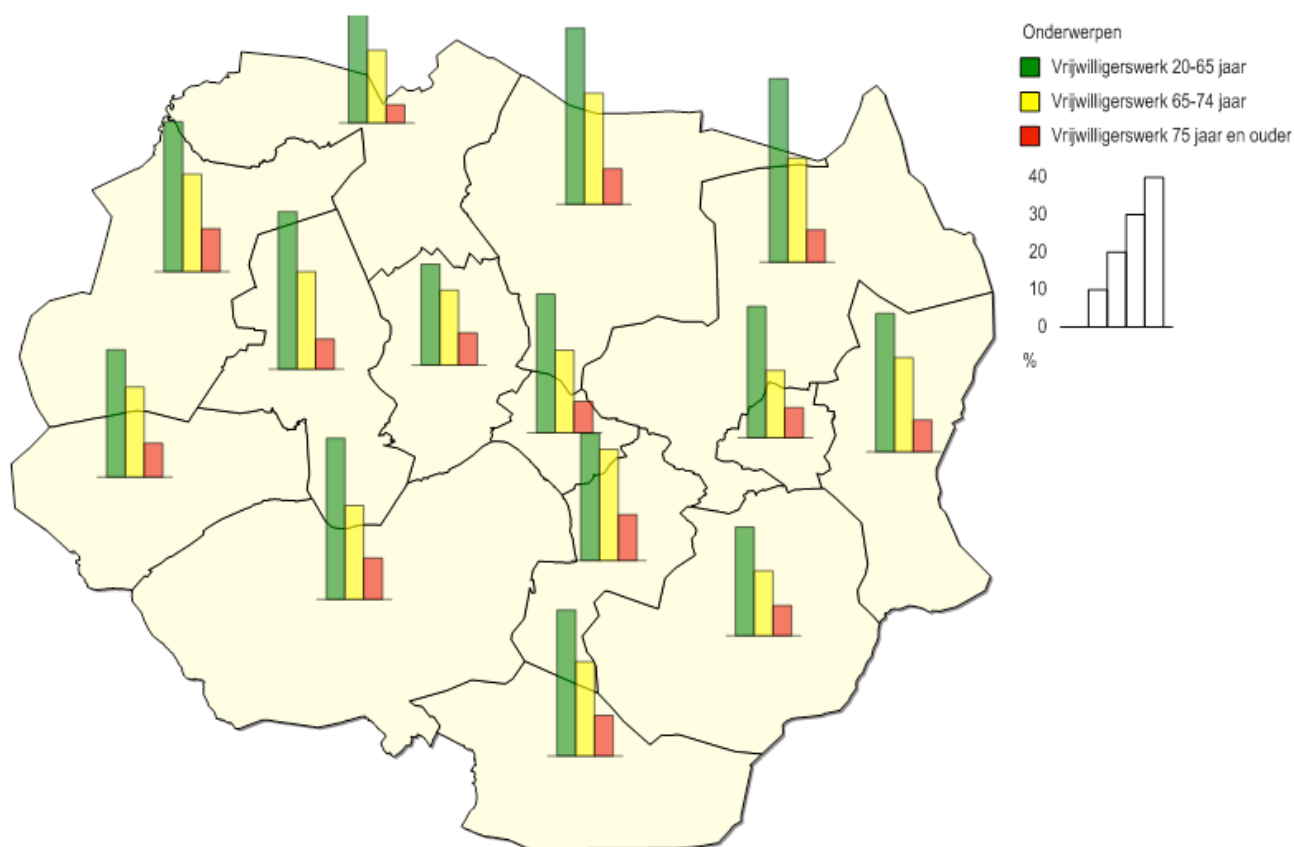 Onderwerpen
Vrijwilligerswerk 20-65 jaar
Vrijwilligerswerk 65-74 jaar
Vrijwilligerswerk 75 jaar en ouder
40
30
20
10
0
%